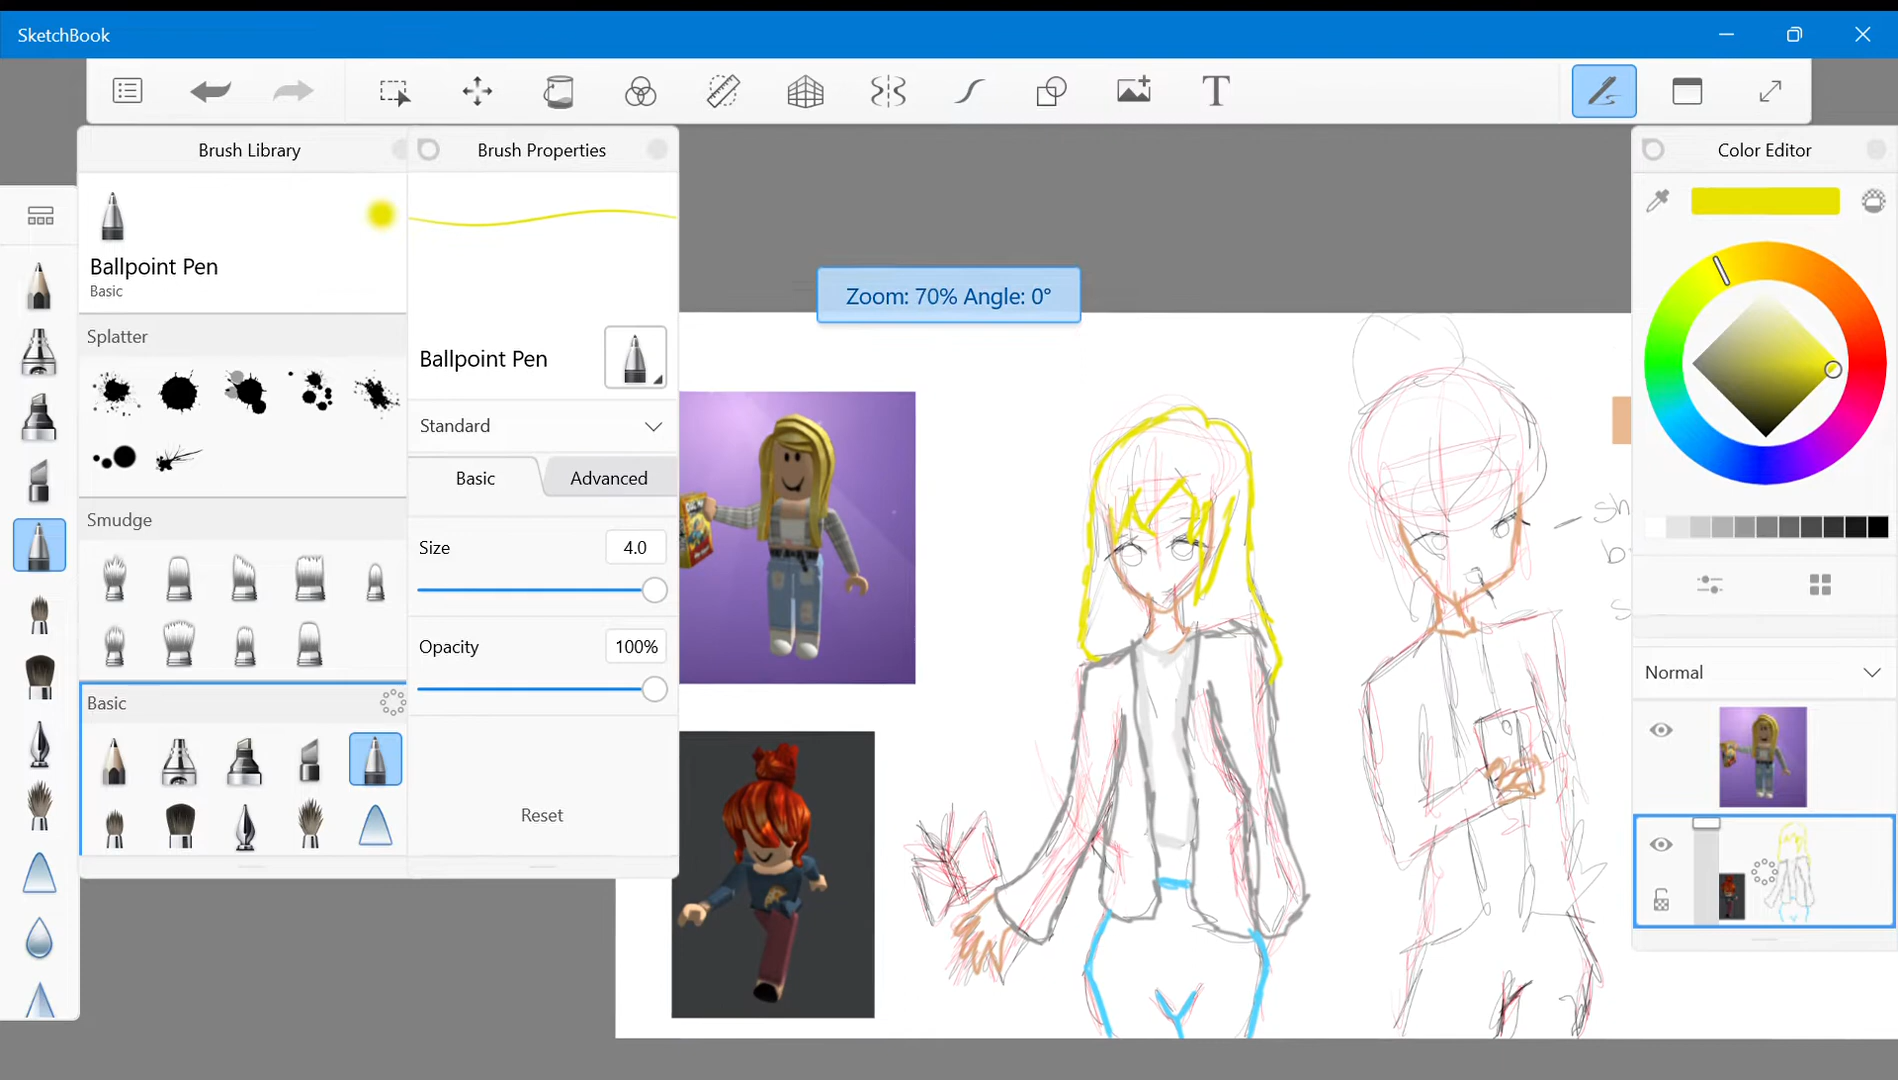 SketchBook
T
Brush Library
Brush Properties
Color Editor
Ballpoint Pen
Basic
Zoom: 70% Angle: 0°
Splatter
Ballpoint Pen
Standard
Basic
Advanced
Smudge
Size
4.0
Opacity
100%
Normal
Basic
Reset